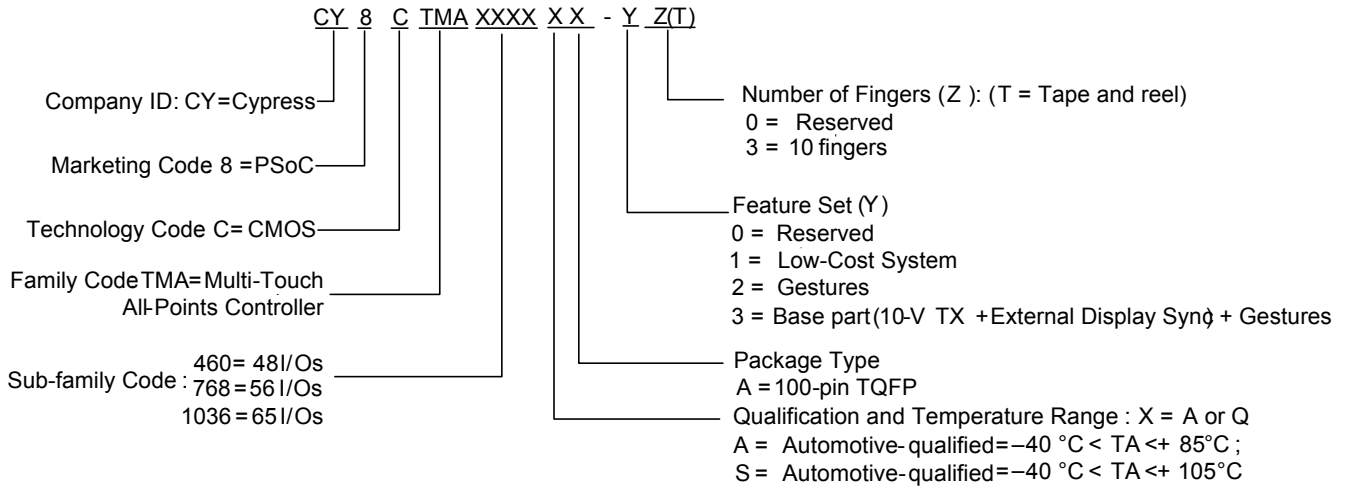 CY 8 C TMA XXXX X X - Y Z(T)
Company ID: CY=Cypress
Marketing Code 8 =PSoC
Technology Code C= CMOS
Family Code TMA= Multi-Touch
All-Points Controller
Sub-family Code :
460= 48 I/Os
768 = 56 I/Os
1036 = 65 I/Os
Number of Fingers (Z ): (T = Tape and reel)
0 = Reserved
3 = 10 fingers
Feature Set (Y)
0 = Reserved
1 = Low-Cost System
2 = Gestures
3 = Base part (10-V TX + External Display Sync) + Gestures
Package Type
A = 100-pin TQFP
Qualification and Temperature Range : X = A or Q
A = Automotive-qualified=–40 °C < TA <+ 85°C ;
S = Automotive-qualified=–40 °C < TA <+ 105°C